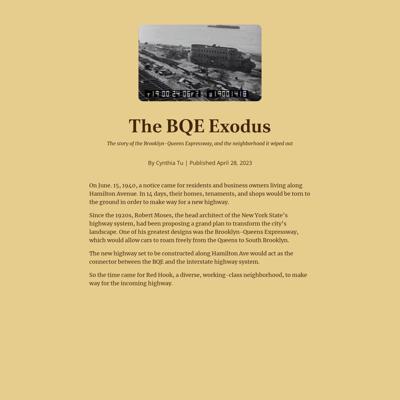 The BQE Exodus
The story of the Brooklyn-Queens Expressway, and the neighborhood it wiped out
By Cynthia Tu | Published April 28, 2023
On June. 15, 1940, a notice came for residents and business owners living along
Hamilton Avenue. In 14 days, their homes, tenaments, and shops would be torn to
the ground in order to make way for a new highway.
Since the 1920s, Robert Moses, the head architect of the New York State's
highway system, had been proposing a grand plan to transform the city's
landscape. One of his greatest designs was the Brooklyn-Queens Expressway,
which would allow cars to roam freely from the Queens to South Brooklyn.
The new highway set to be constructed along Hamilton Ave would act as the
connector between the BQE and the interstate highway system.
So the time came for Red Hook, a diverse, working-class neighborhood, to make
way for the incoming highway.